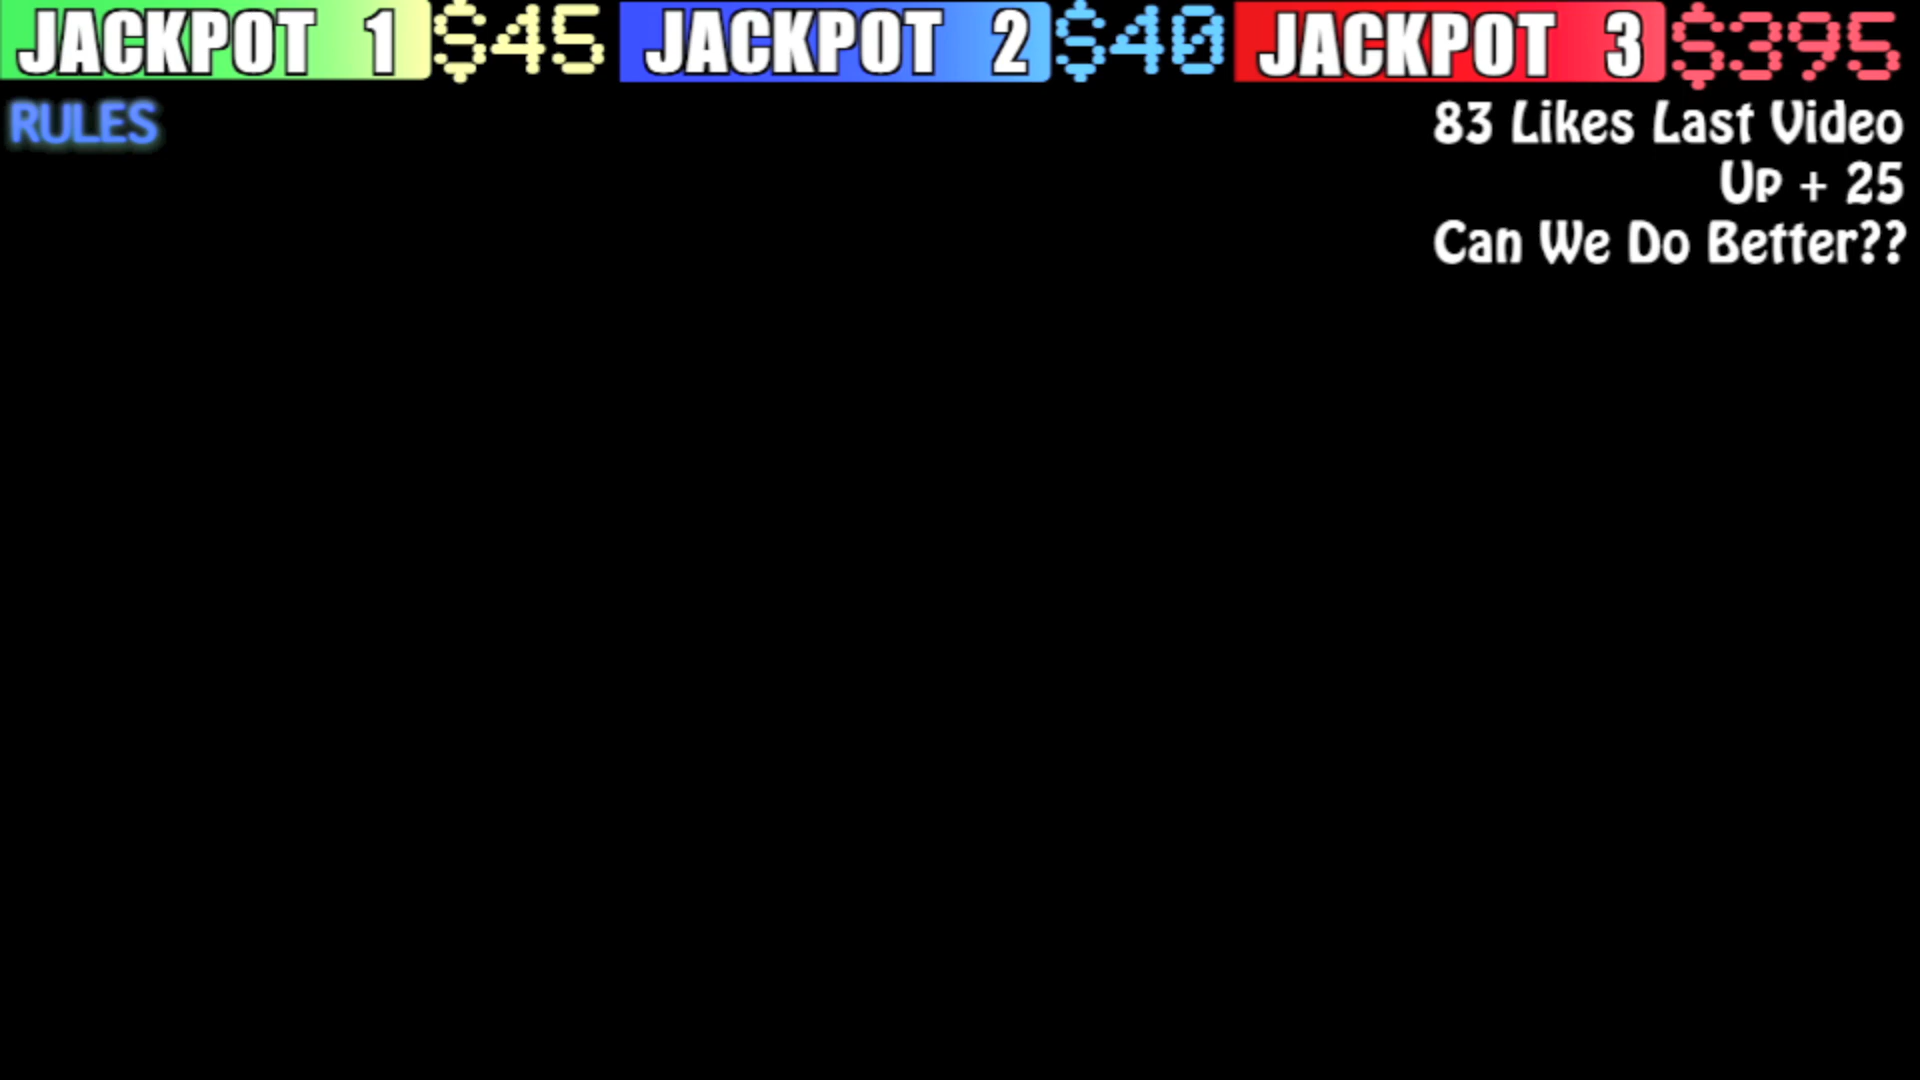 JACKPOT 1 $45 JACKPOT 2 $40 JACKPOT 3 $395
RULES
83 Likes Last Video
Up + 25
Can We Do Better??